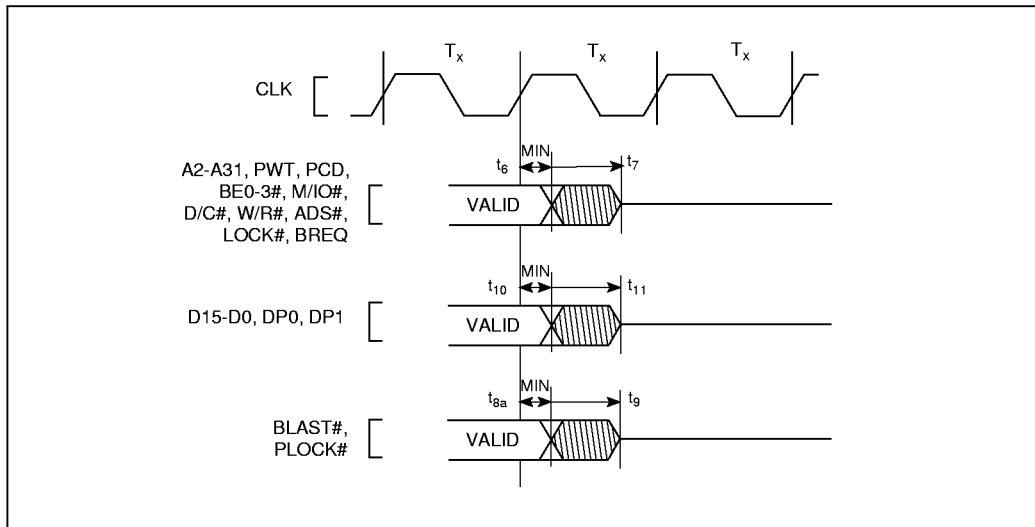 Tx Tx Tx
CLK
MIN
t6 t7
A2-A31, PWT, PCD,
BE0-3#, M/IO#,
D/C#, W/R#, ADS#,
LOCK#, BREQ
VALID
MIN
t10 t11
D15-D0, DP0, DP1
VALID
MIN
t8a t9
BLAST#,
PLOCK#
VALID